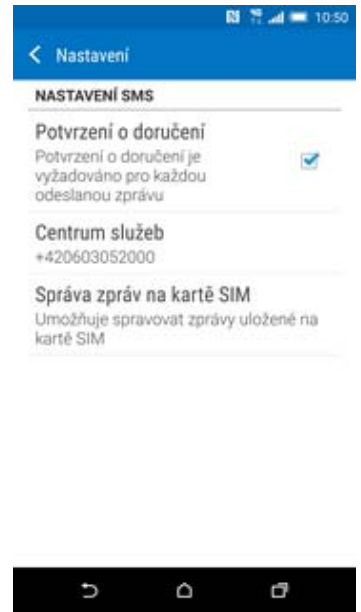 10:50
Nastavení
NASTAVENÍ SMS
Potvrzení o doručení
Potvrzení o doručení je
vyžadováno pro každou
odeslanou zprávu
Centrum služeb
+420603052000
Správa zpráv na kartě SIM
Umožňuje spravovat zprávy uložené na
kartě SIM